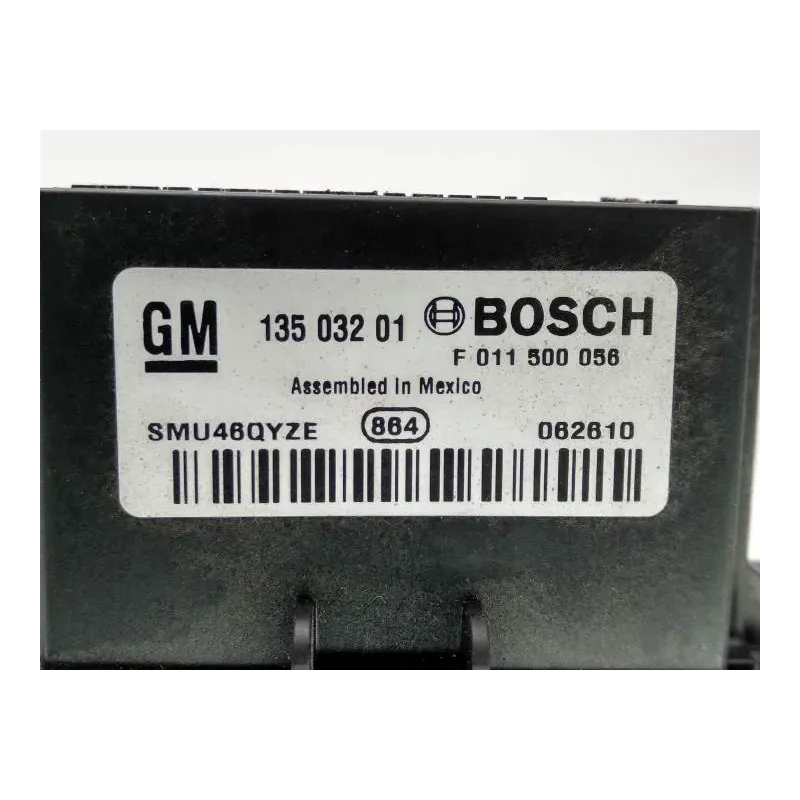 GM 135 032 01 BOSCH
F 011 500 056
Assembled in Mexico
SMU46QYZE 864 062610